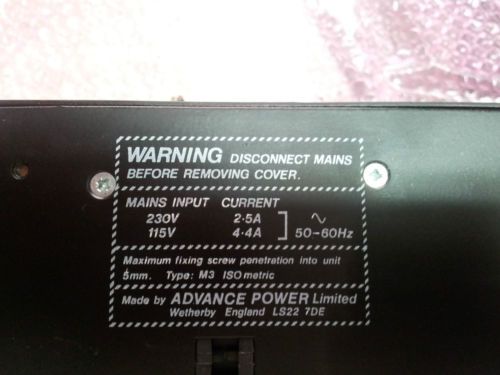 WARNING DISCONNECT MAINS
BEFORE REMOVING COVER.
MAINS INPUT CURRENT
230V 2·5A ∿
115V 4·4A 50-60Hz
Maximum fixing screw penetration into unit
5mm. Type: M3 ISO metric
Made by ADVANCE POWER Limited
Wetherby England LS22 7DE